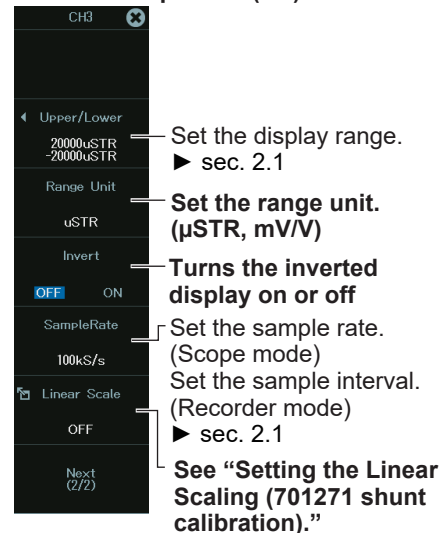 CH3
Upper/Lower
20000uSTR
-20000uSTR
Set the display range.
► sec. 2.1
Range Unit
uSTR
Set the range unit.
(μSTR, mV/V)
Invert
OFF ON
Turns the inverted
display on or off
SampleRate
100kS/s
Set the sample rate.
(Scope mode)
Set the sample interval.
(Recorder mode)
► sec. 2.1
Linear Scale
OFF
See “Setting the Linear
Scaling (701271 shunt
calibration).”
Next
(2/2)